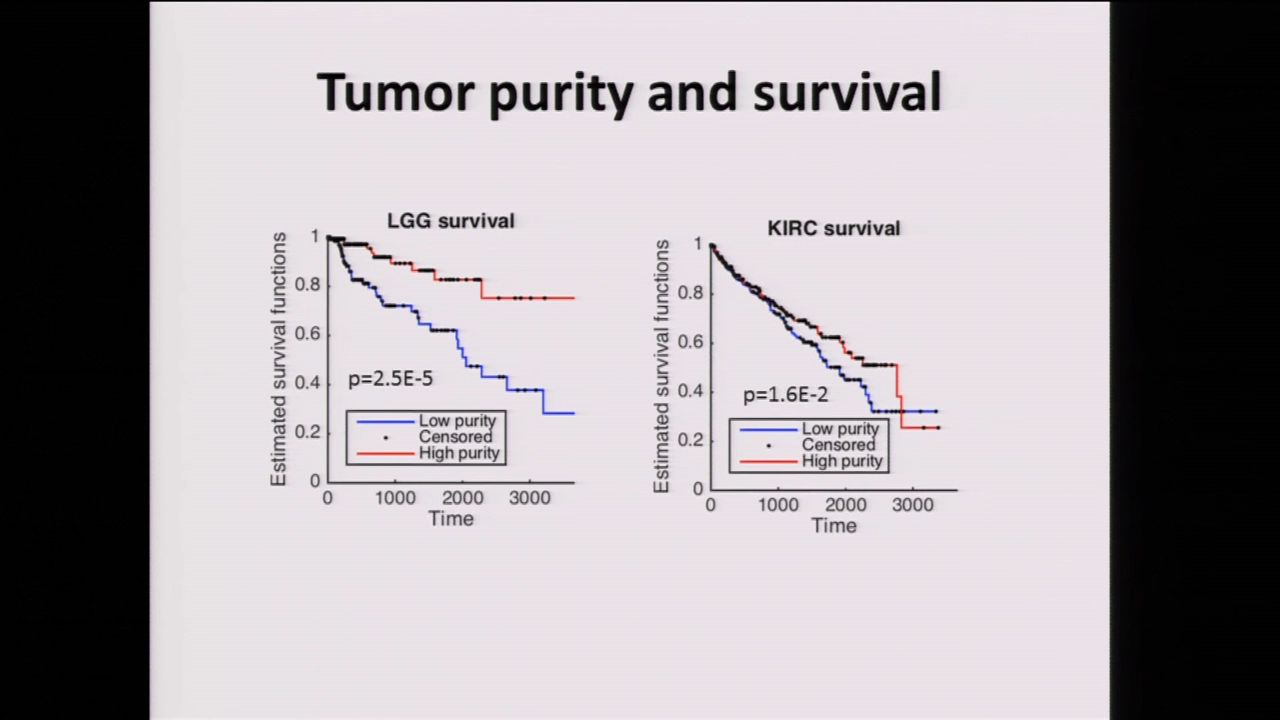 Tumor purity and survival
LGG survival
Estimated survival functions
1
0.8
0.6
0.4
0.2
0
p=2.5E-5
Low purity
Censored
High purity
0 1000 2000 3000
Time
KIRC survival
Estimated survival functions
1
0.8
0.6
0.4
0.2
0
p=1.6E-2
Low purity
Censored
High purity
0 1000 2000 3000
Time